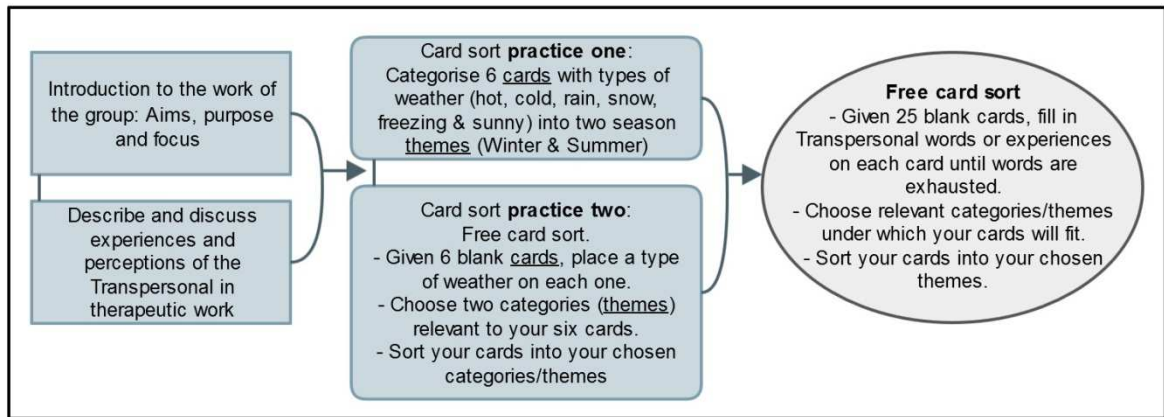 Introduction to the work of
the group: Aims, purpose
and focus
Describe and discuss
experiences and
perceptions of the
Transpersonal in
therapeutic work
Card sort practice one:
Categorise 6 cards with types of
weather (hot, cold, rain, snow,
freezing & sunny) into two season
themes (Winter & Summer)
Card sort practice two:
Free card sort.
- Given 6 blank cards, place a type
of weather on each one.
- Choose two categories (themes)
relevant to your six cards.
- Sort your cards into your chosen
categories/themes
Free card sort
- Given 25 blank cards, fill in
Transpersonal words or experiences
on each card until words are
exhausted.
- Choose relevant categories/themes
under which your cards will fit.
- Sort your cards into your chosen
themes.